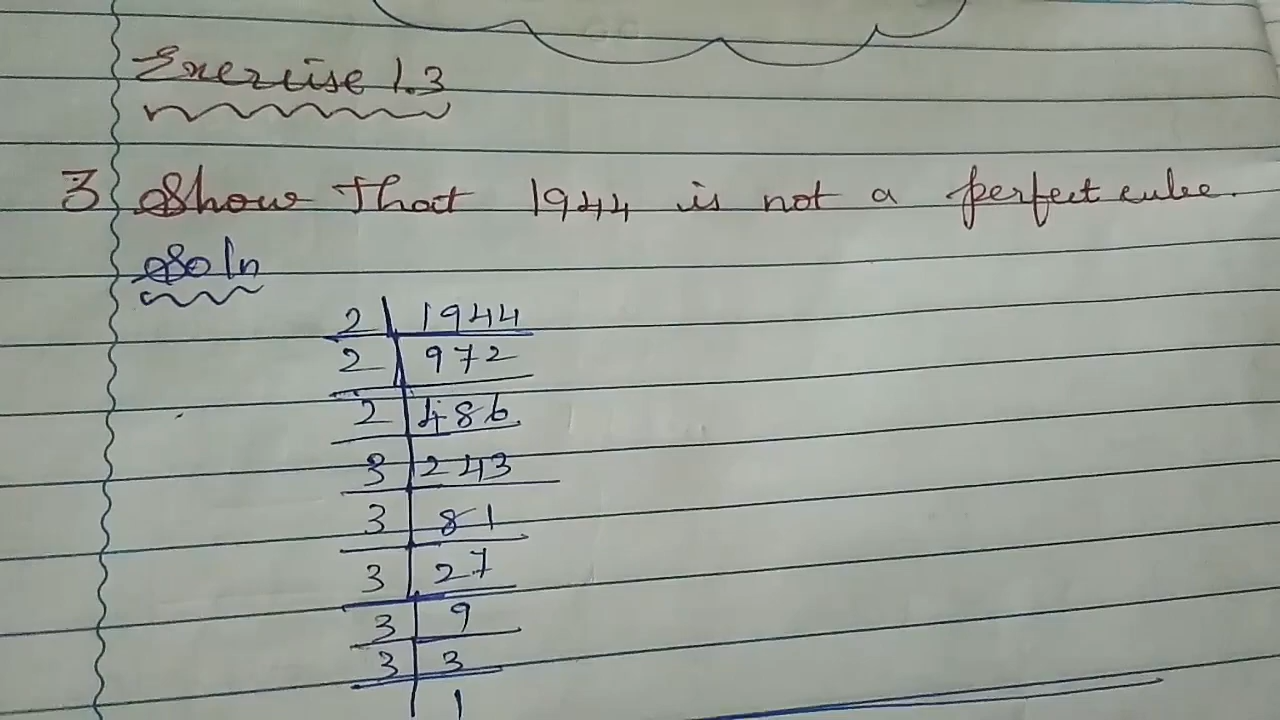 Exercise 1.3
3 Show That 1944 is not a perfect cube.
Soln
2 | 1944
2 | 972
2 | 486
3 | 243
3 | 81
3 | 27
3 | 9
3 | 3
1